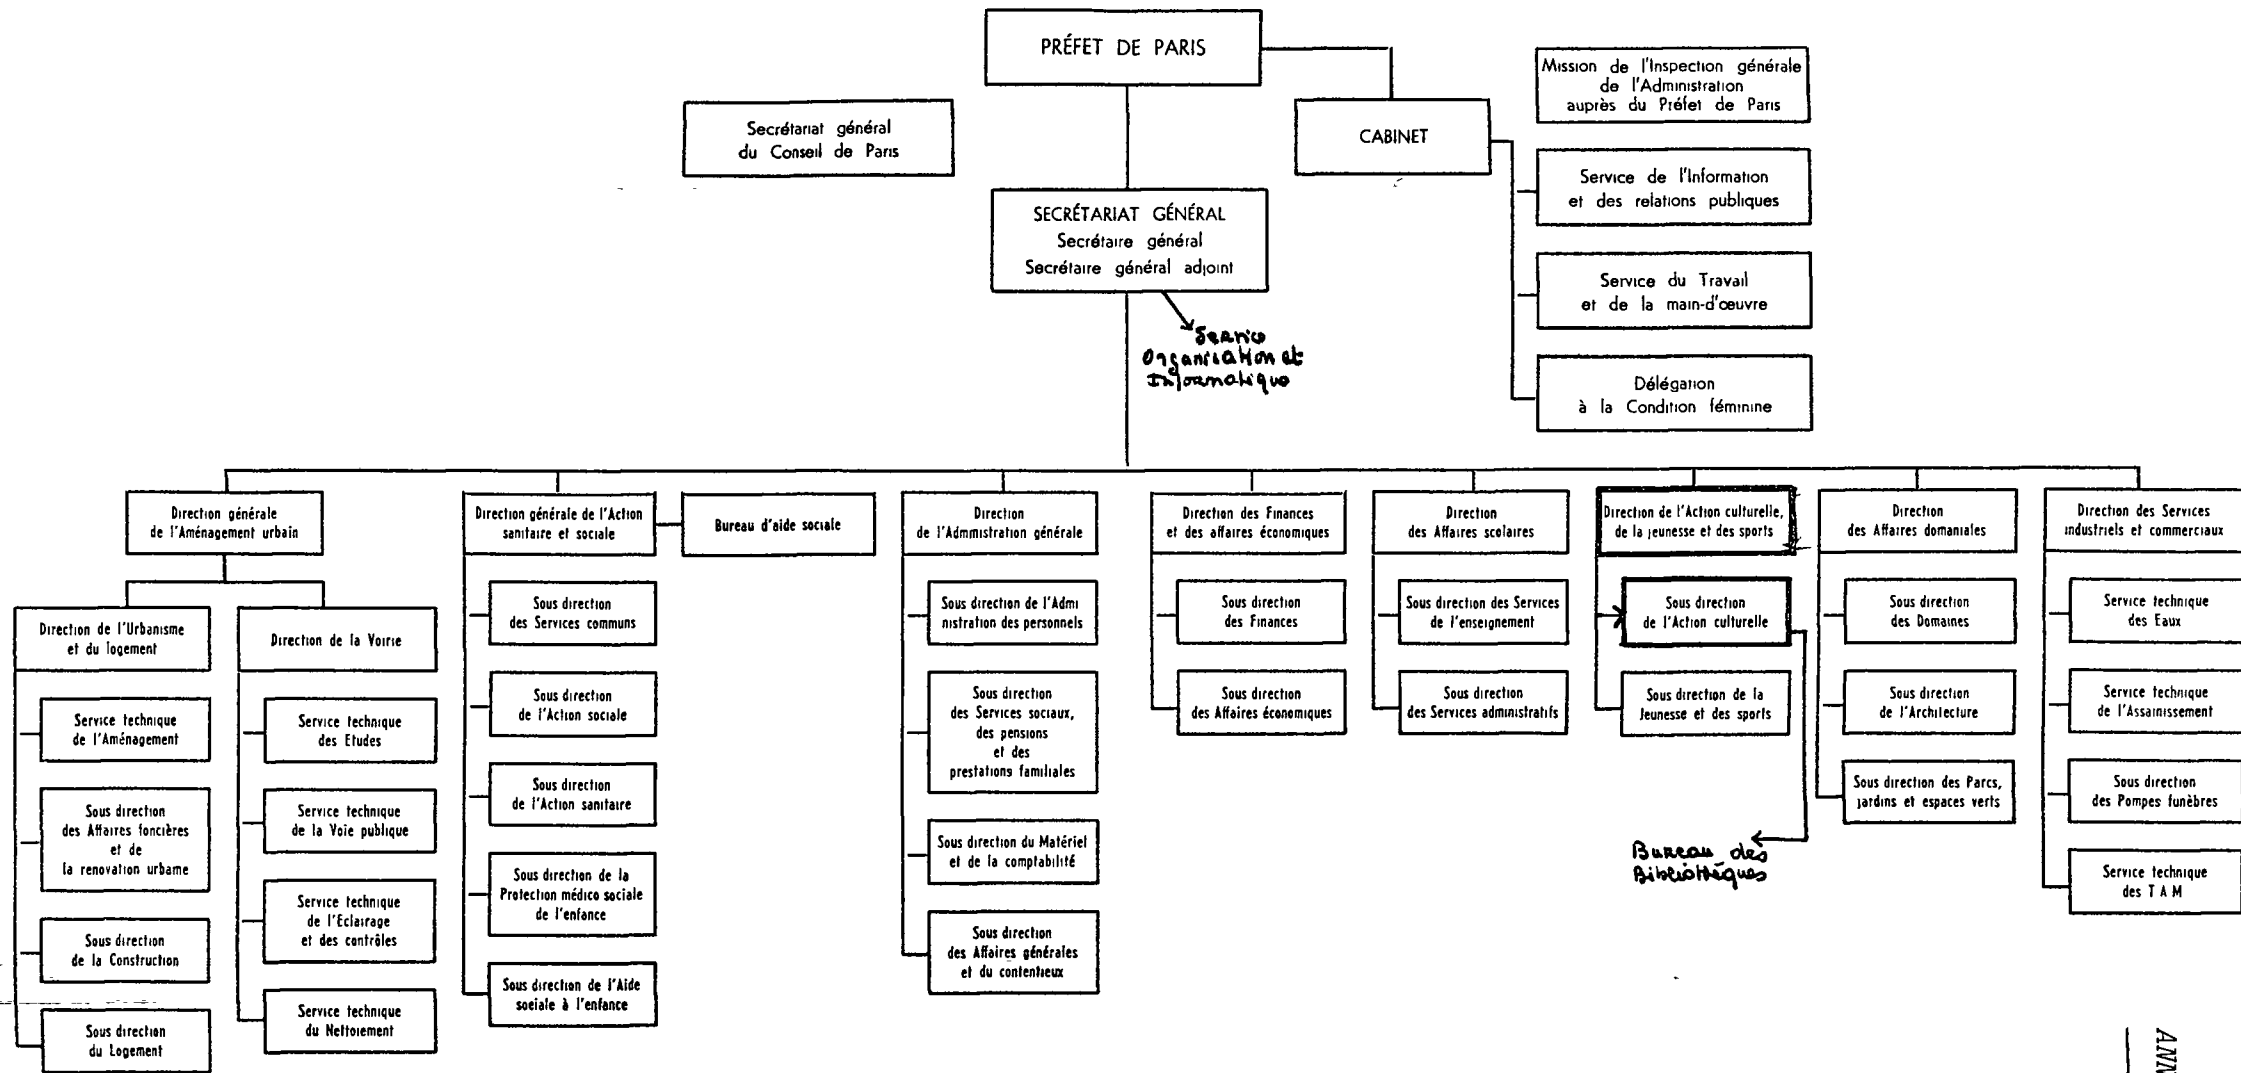 PRÉFET DE PARIS
Mission de l'Inspection générale
de l'Administration
auprès du Préfet de Paris
Secrétariat général
du Conseil de Paris
CABINET
Service de l'Information
et des relations publiques
SECRÉTARIAT GÉNÉRAL
Secrétaire général
Secrétaire général adjoint
Service du Travail
et de la main-d'œuvre
Service
Organisation et
Informatique
Délégation
à la Condition féminine
Direction générale
de l'Aménagement urbain
Direction générale de l'Action
sanitaire et sociale
Bureau d'aide sociale
Direction
de l'Admmistration générale
Direction des Finances
et des affaires économiques
Direction
des Affaires scolaires
Direction de l'Action culturelle,
de la jeunesse et des sports
Direction
des Affaires domaniales
Direction des Services
industriels et commerciaux
Direction de l'Urbanisme
et du logement
Service technique
de l'Aménagement
Sous direction
des Affaires foncières
et de
la renovation urbame
Sous direction
de la Construction
Sous direction
du Logement
Direction de la Voirie
Service technique
des Etudes
Service technique
de la Voie publique
Service technique
de l'Eclairage
et des contrôles
Service technique
du Nettoiement
Sous direction
des Services communs
Sous direction
de l'Action sociale
Sous direction
de l'Action sanitaire
Sous direction de la
Protection médico sociale
de l'enfance
Sous direction de l'Aide
sociale à l'enfance
Sous direction de l'Admi
nistration des personnels
Sous direction
des Services sociaux,
des pensions
et des
prestations familiales
Sous direction du Matériel
et de la comptabilité
Sous direction
des Affaires générales
et du contentieux
Sous direction
des Finances
Sous direction
des Affaires économiques
Sous direction des Services
de l'enseignement
Sous direction
des Services administratifs
Sous direction
de l'Action culturelle
Sous direction de la
Jeunesse et des sports
Bureau des
Bibliothèques
Sous direction
des Domaines
Sous direction
de l'Architecture
Sous direction des Parcs,
jardins et espaces verts
Service technique
des Eaux
Service technique
de l'Assainissement
Sous direction
des Pompes funèbres
Service technique
des T A M